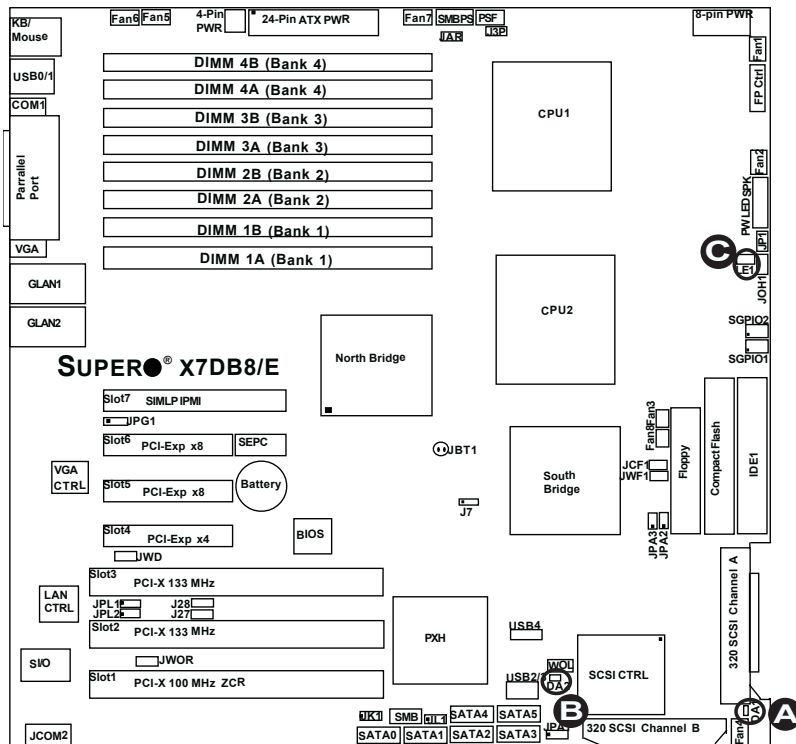 KB/
Mouse
Fan6
Fan5
4-Pin
PWR
24-Pin ATX PWR
Fan7
SMBPS
PSF
JAR
J3P
8-pin PWR
Fan1
FP Ctrl
USB0/1
COM1
Parrallel
Port
VGA
GLAN1
GLAN2
DIMM 4B (Bank 4)
DIMM 4A (Bank 4)
DIMM 3B (Bank 3)
DIMM 3A (Bank 3)
DIMM 2B (Bank 2)
DIMM 2A (Bank 2)
DIMM 1B (Bank 1)
DIMM 1A (Bank 1)
CPU1
CPU2
Fan2
PW LED SPK
JP1
C
LE1
JOH1
SGPIO2
SGPIO1
SUPER® X7DB8/E
North Bridge
Slot7
SIMLP IPMI
JPG1
Slot6
PCI-Exp x8
SEPC
VGA
CTRL
Slot5
PCI-Exp x8
Battery
Slot4
PCI-Exp x4
BIOS
JWD
JBT1
J7
South
Bridge
Fan8
Fan3
JCF1
JWF1
Floppy
Compact Flash
IDE1
JPA3
JPA2
Slot3
PCI-X 133 MHz
LAN
CTRL
JPL1
JPL2
J28
J27
Slot2
PCI-X 133 MHz
JWOR
S/IO
Slot1
PCI-X 100 MHz ZCR
PXH
USB4
WOL
DA2
USB2/3
SCSI CTRL
320 SCSI Channel A
JCOM2
JK1
SMB
JL1
SATA4
SATA5
SATA0
SATA1
SATA2
SATA3
B
320 SCSI Channel B
Fan4
A